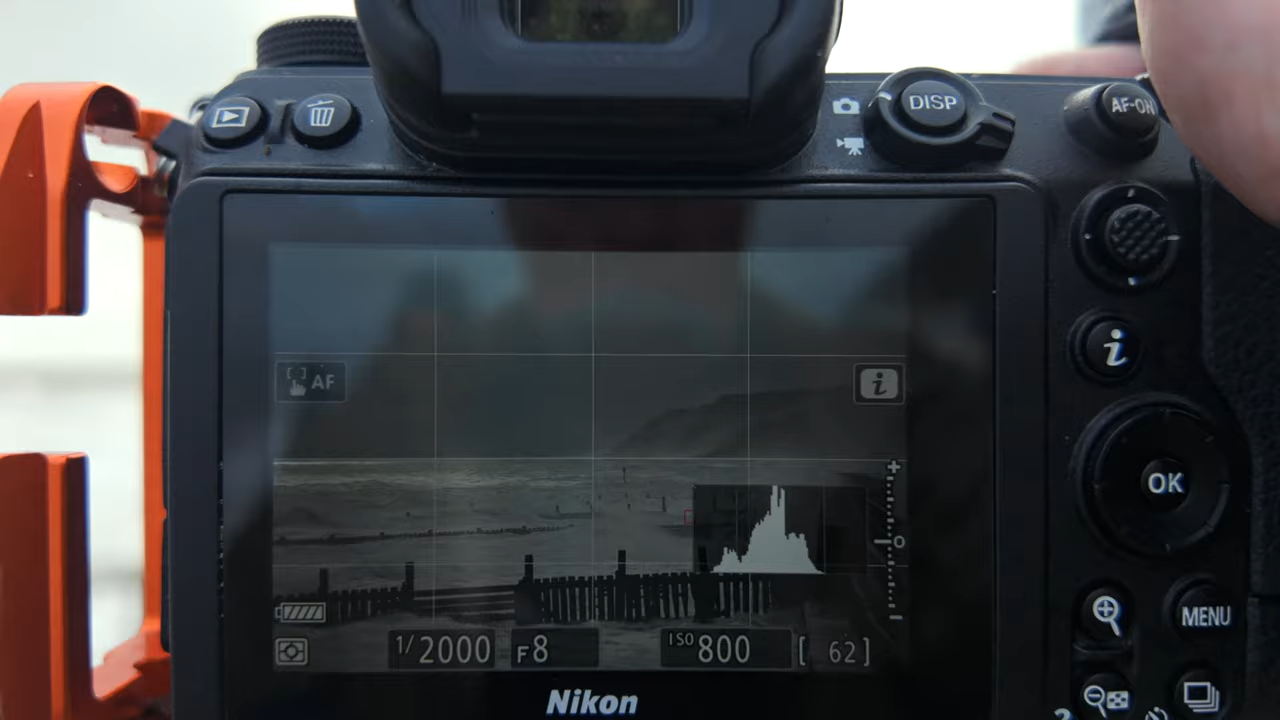 DISP
AF-ON
AF
i
i
OK
1/2000 F8 ISO 800 [ 62]
MENU
Nikon